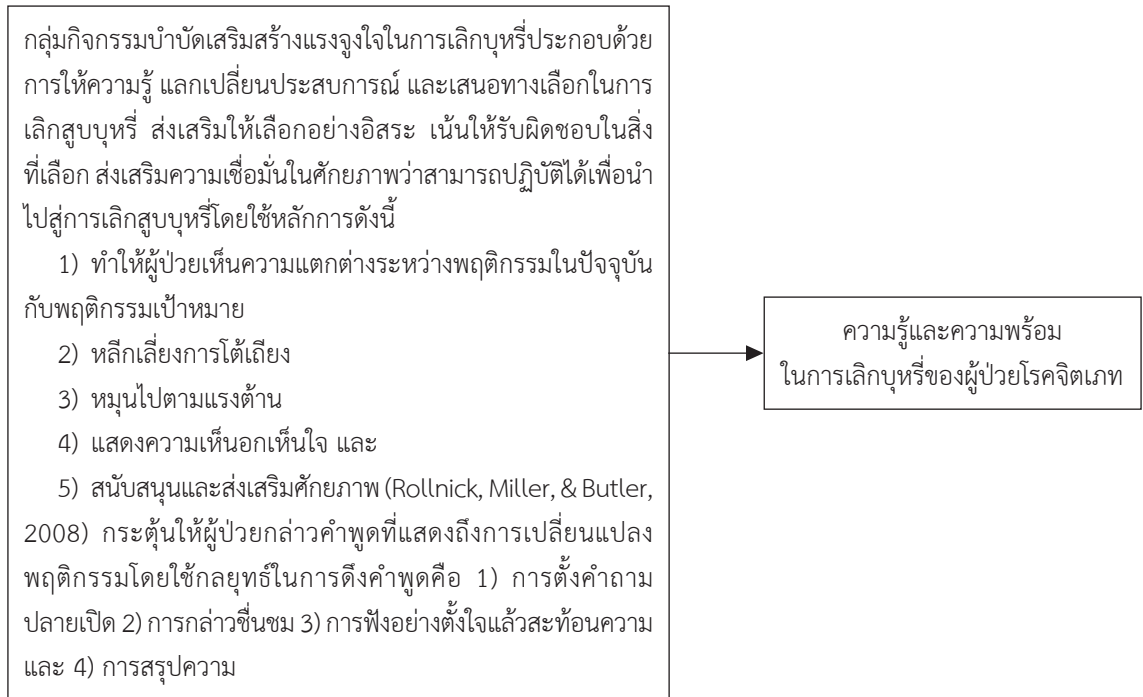 กลุ่มกิจกรรมบำบัดเสริมสร้างแรงจูงใจในการเลิกบุหรี่ประกอบด้วย
การให้ความรู้ แลกเปลี่ยนประสบการณ์ และเสนอทางเลือกในการ
เลิกสูบบุหรี่ ส่งเสริมให้เลือกอย่างอิสระ เน้นให้รับผิดชอบในสิ่ง
ที่เลือก ส่งเสริมความเชื่อมั่นในศักยภาพว่าสามารถปฏิบัติได้เพื่อนำ
ไปสู่การเลิกสูบบุหรี่โดยใช้หลักการดังนี้
1) ทำให้ผู้ป่วยเห็นความแตกต่างระหว่างพฤติกรรมในปัจจุบัน
กับพฤติกรรมเป้าหมาย
2) หลีกเลี่ยงการโต้เถียง
3) หมุนไปตามแรงต้าน
4) แสดงความเห็นอกเห็นใจ และ
5) สนับสนุนและส่งเสริมศักยภาพ (Rollnick, Miller, & Butler,
2008) กระตุ้นให้ผู้ป่วยกล่าวคำพูดที่แสดงถึงการเปลี่ยนแปลง
พฤติกรรมโดยใช้กลยุทธ์ในการดึงคำพูดคือ 1) การตั้งคำถาม
ปลายเปิด 2) การกล่าวชื่นชม 3) การฟังอย่างตั้งใจแล้วสะท้อนความ
และ 4) การสรุปความ
ความรู้และความพร้อม
ในการเลิกบุหรี่ของผู้ป่วยโรคจิตเภท